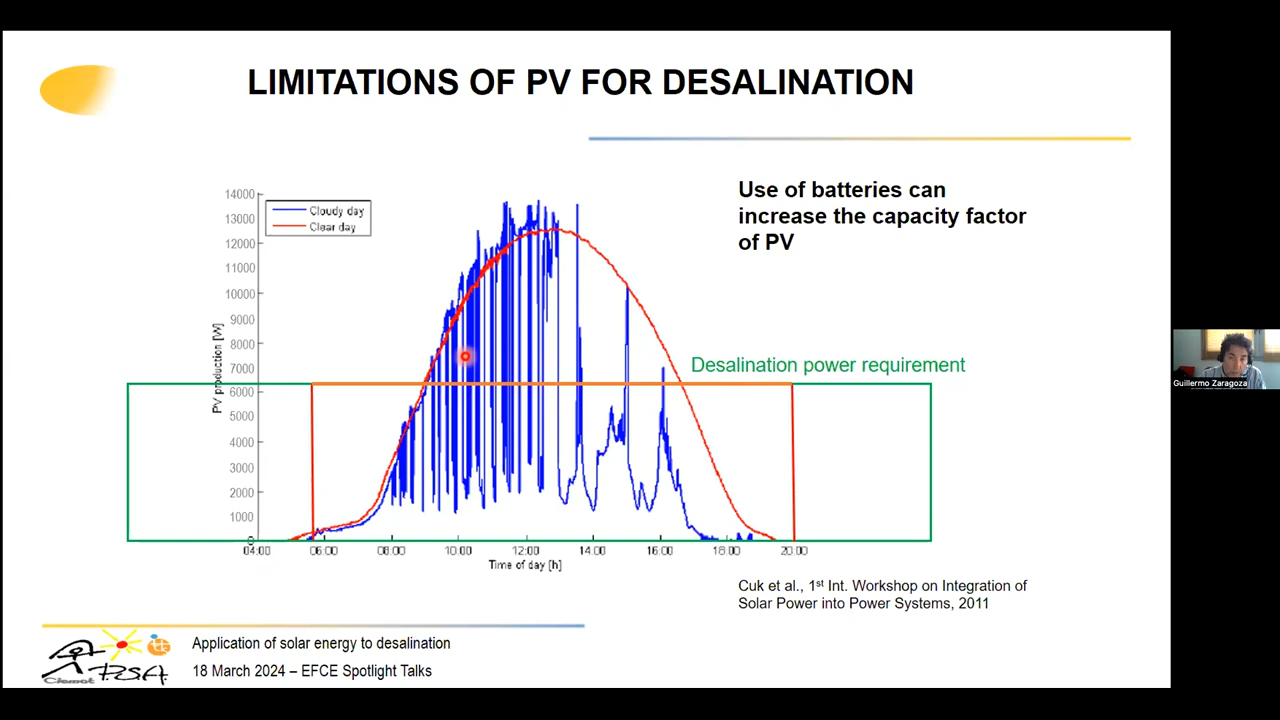 LIMITATIONS OF PV FOR DESALINATION
Use of batteries can
increase the capacity factor
of PV
14000
13000
12000
11000
10000
9000
8000
7000
6000
5000
4000
3000
2000
1000
0
PV production [W]
Cloudy day
Clear day
Desalination power requirement
04:00 06:00 08:00 10:00 12:00 14:00 16:00 18:00 20:00
Time of day [h]
Guillermo Zaragoza
Cuk et al., 1st Int. Workshop on Integration of
Solar Power into Power Systems, 2011
Application of solar energy to desalination
18 March 2024 – EFCE Spotlight Talks
Ciemat PSA